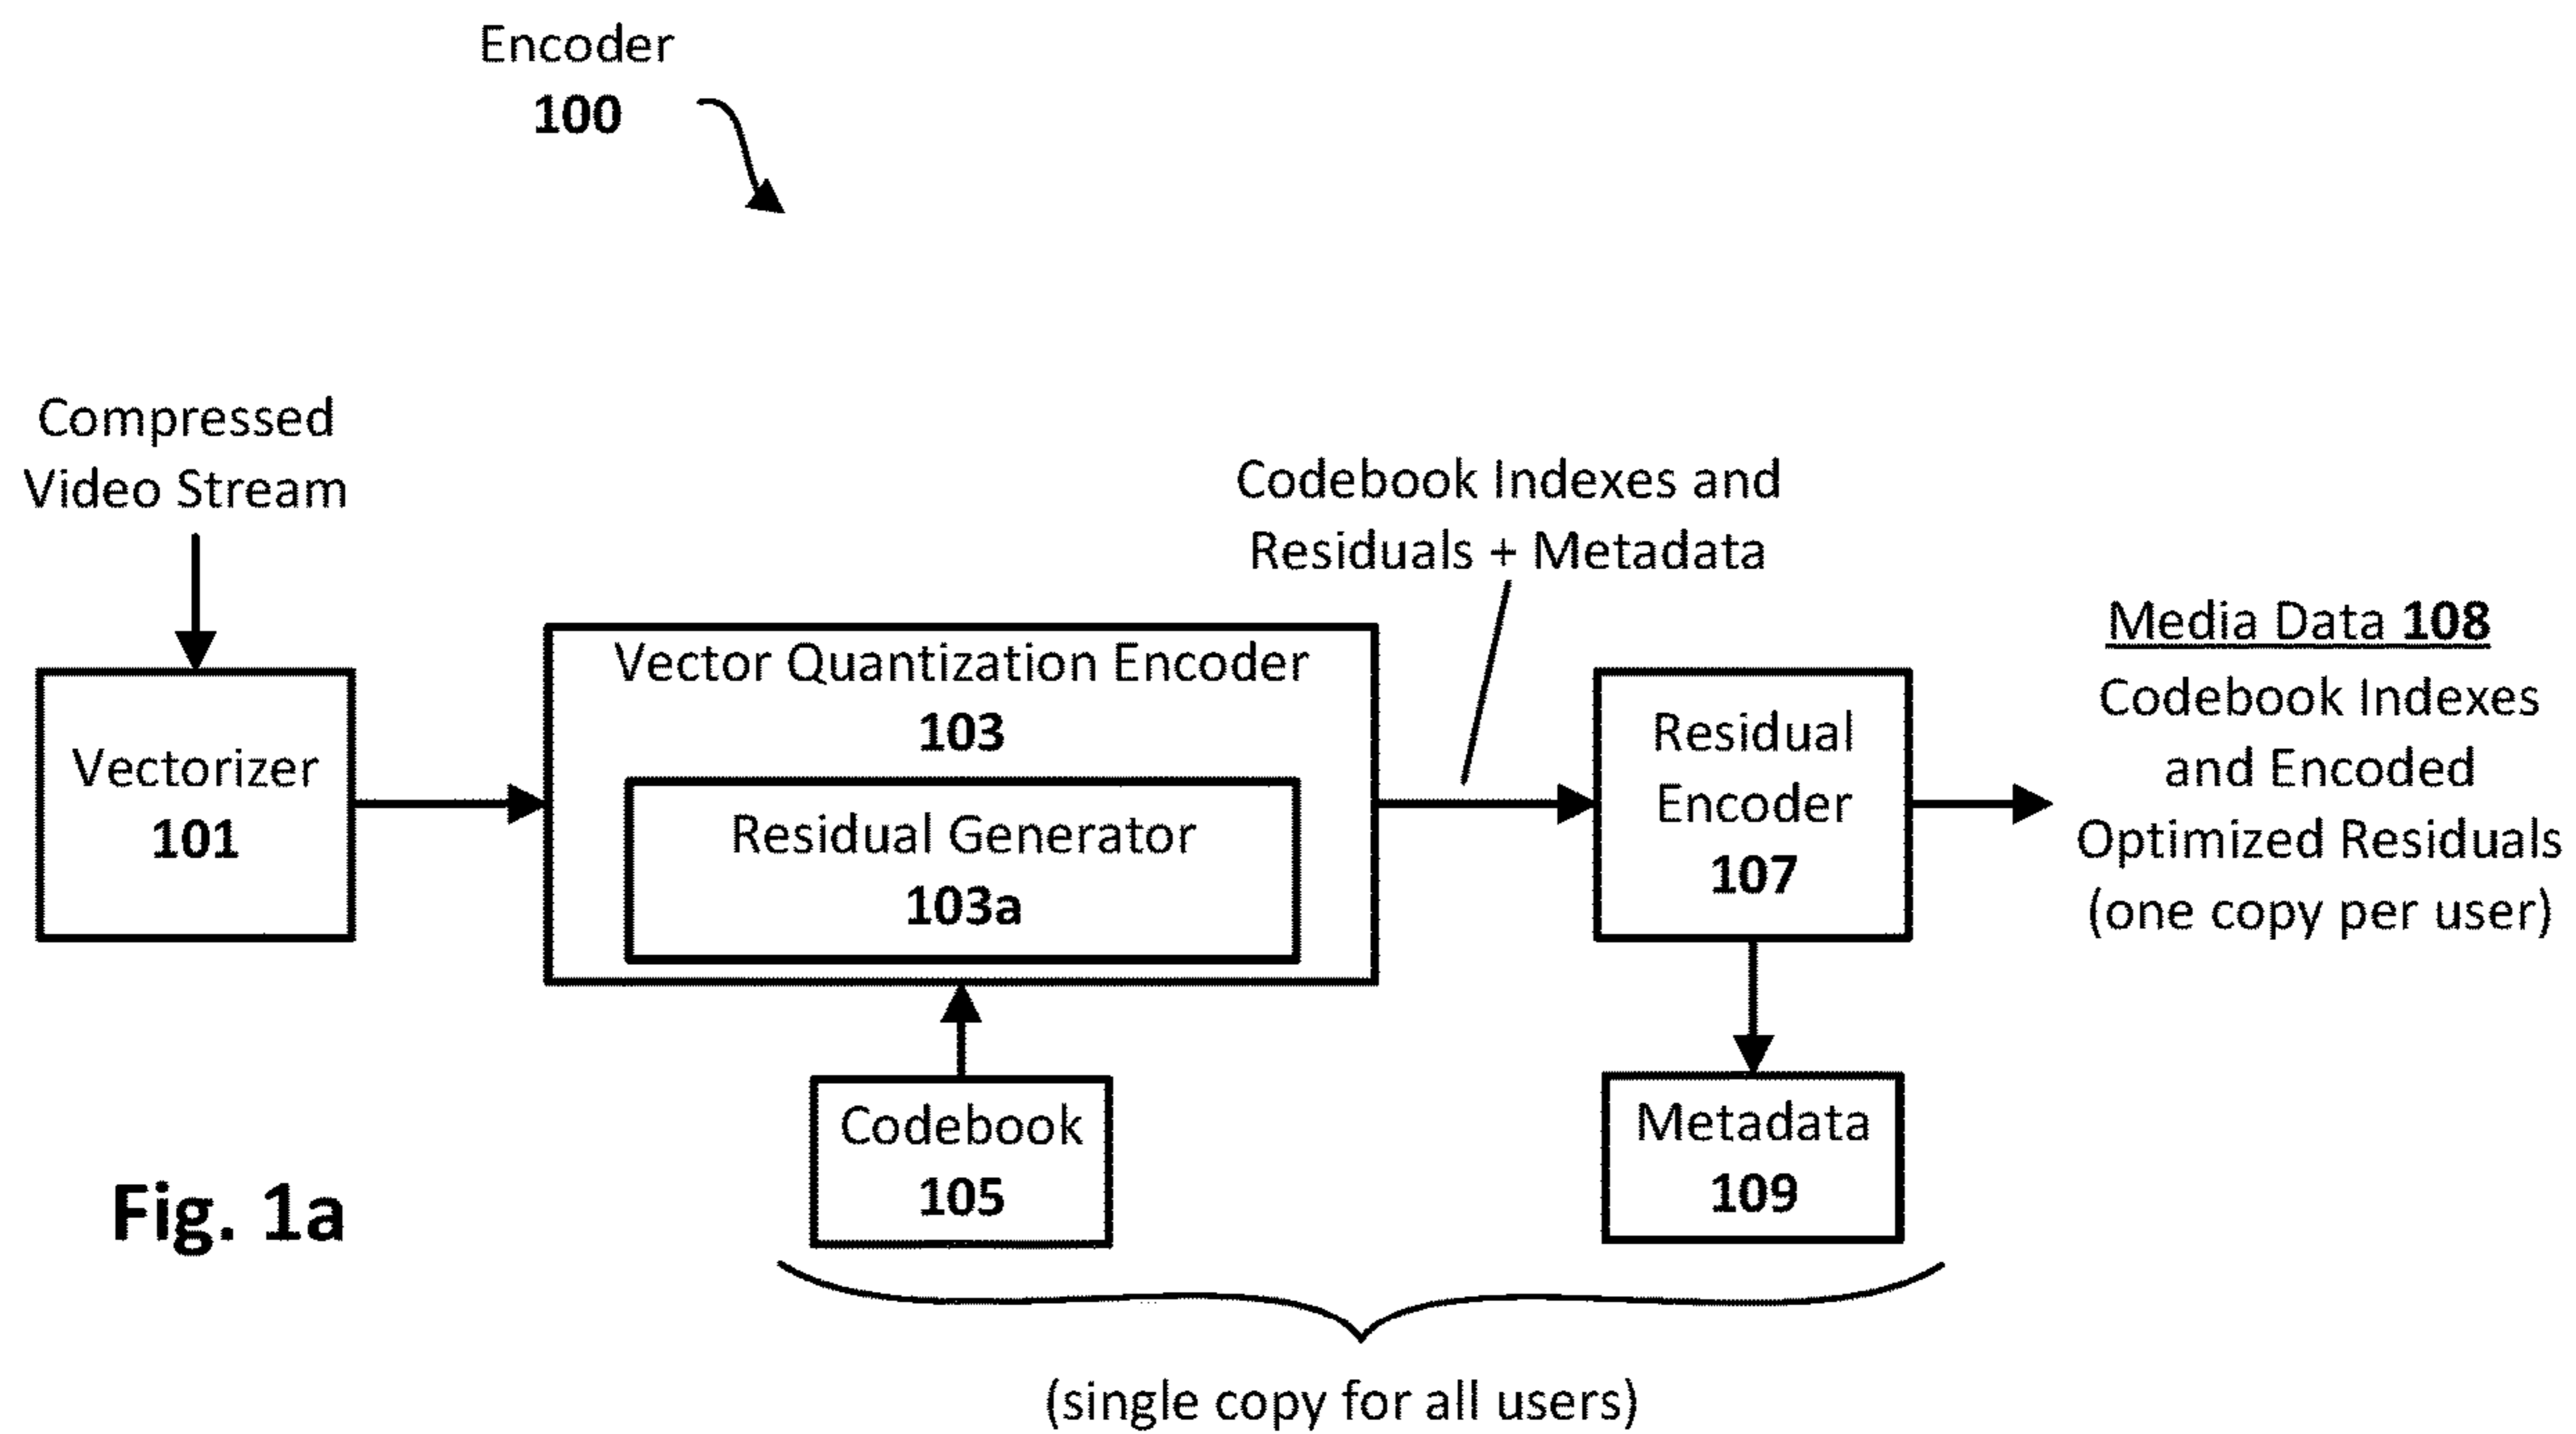 Encoder
100
Compressed
Video Stream
Codebook Indexes and
Residuals + Metadata
Vectorizer
101
Vector Quantization Encoder
103
Residual Generator
103a
Residual
Encoder
107
Media Data 108
Codebook Indexes
and Encoded
Optimized Residuals
(one copy per user)
Codebook
105
Metadata
109
(single copy for all users)
Fig. 1a